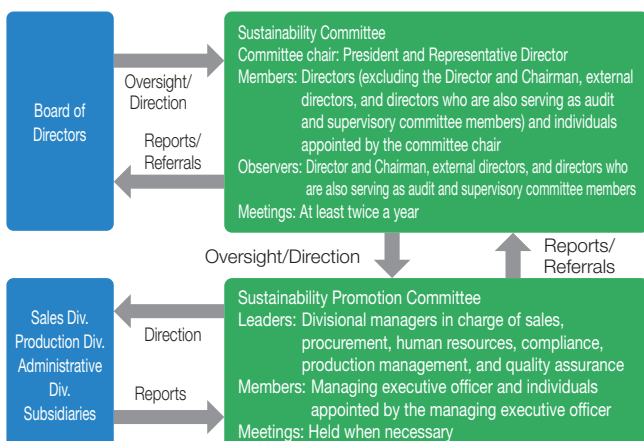 Board of
Directors
Oversight/
Direction
Reports/
Referrals
Sustainability Committee
Committee chair: President and Representative Director
Members: Directors (excluding the Director and Chairman, external
directors, and directors who are also serving as audit
and supervisory committee members) and individuals
appointed by the committee chair
Observers: Director and Chairman, external directors, and directors who
are also serving as audit and supervisory committee members
Meetings: At least twice a year
Oversight/Direction
Reports/
Referrals
Sales Div.
Production Div.
Administrative
Div.
Subsidiaries
Direction
Reports
Sustainability Promotion Committee
Leaders: Divisional managers in charge of sales,
procurement, human resources, compliance,
production management, and quality assurance
Members: Managing executive officer and individuals
appointed by the managing executive officer
Meetings: Held when necessary